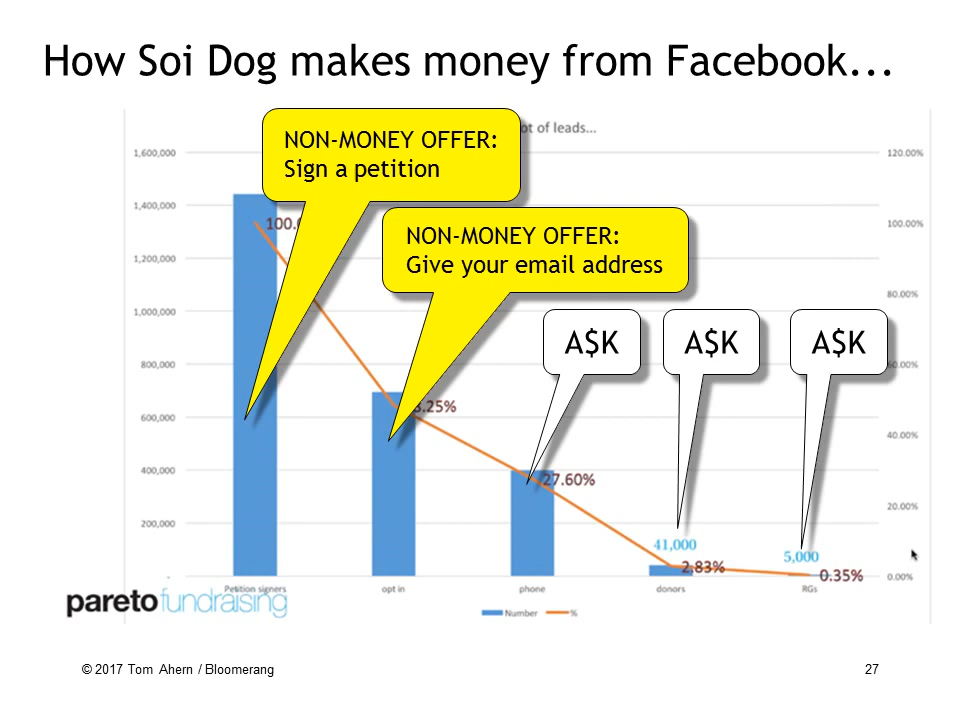 How Soi Dog makes money from Facebook...
ot of leads...
NON-MONEY OFFER:
Sign a petition
NON-MONEY OFFER:
Give your email address
A$K
A$K
A$K
1,600,000
1,400,000
1,200,000
1,000,000
800,000
600,000
400,000
200,000
-
120.00%
100.00%
80.00%
60.00%
40.00%
20.00%
0.00%
100.0
.25%
27.60%
41,000
2.83%
5,000
0.35%
Petition signers
opt in
phone
donors
RGs
Number
%
paretofundraising
© 2017 Tom Ahern / Bloomerang
27